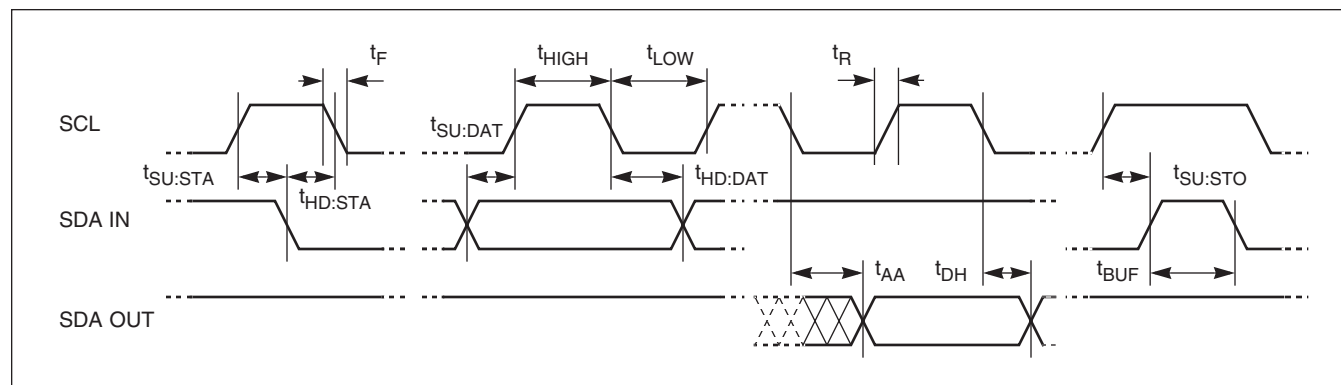 tF
tHIGH
tLOW
tR
SCL
tSU:DAT
tSU:STA
tHD:STA
tHD:DAT
tSU:STO
SDA IN
tAA
tDH
tBUF
SDA OUT